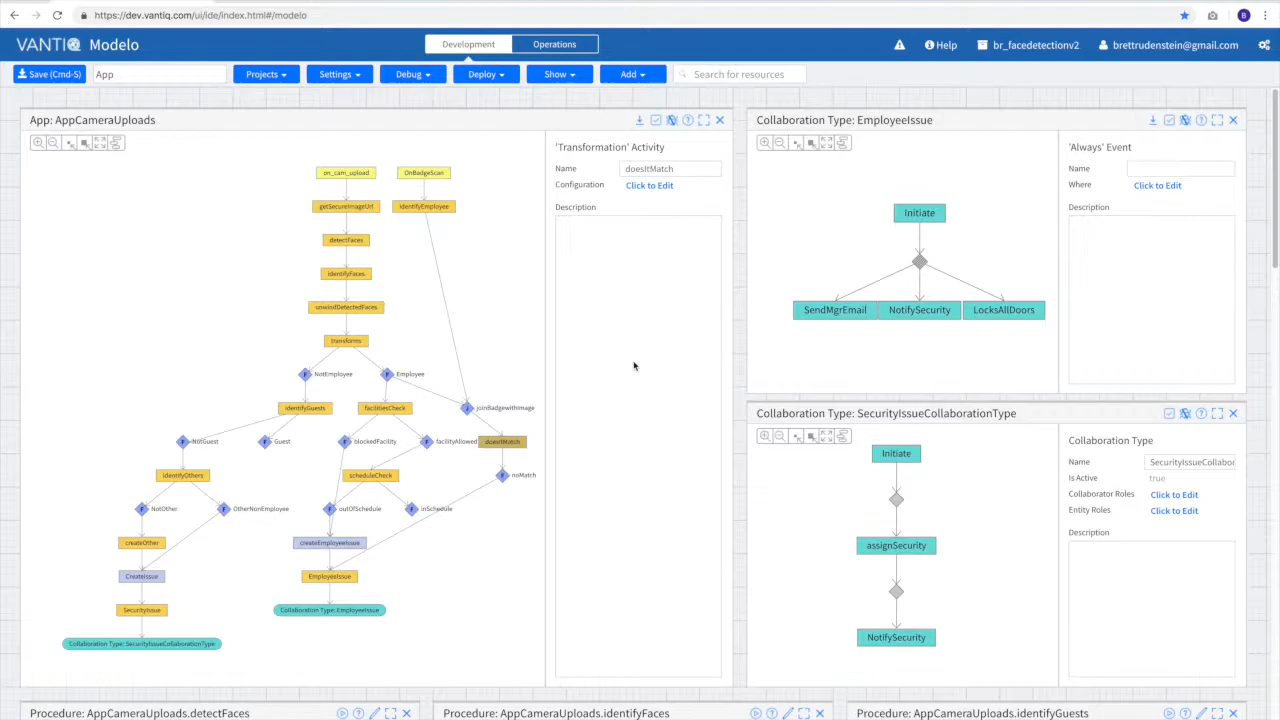 https://dev.vantiq.com/ui/ide/index.html#/modelo
B
VANTIQ Modelo
Development
Operations
Help
br_facedetectionv2
brettrudenstein@gmail.com
Save (Cmd-S)
App
Projects
Settings
Debug
Deploy
Show
Add
Search for resources
App: AppCameraUploads
on_cam_upload
OnBadgeScan
getSecureImageUrl
identifyEmployee
detectFaces
identifyFaces.
unwindDetectedFaces
transforms
F NotEmployee
F Employee
identifyGuests
facilitiesCheck
J joinBadgewithImage
F NotGuest
F Guest
F blockedFacility
F facilityAllowed
doesItMatch
identifyOthers
scheduleCheck
F noMatch
F NotOther
F OtherNonEmployee
F outOfSchedule
F inSchedule
createOther
createEmployeeIssue
CreateIssue
EmployeeIssue
SecurityIssue
Collaboration Type: EmployeeIssue
Collaboration Type: SecurityIssueCollaborationType
'Transformation' Activity
Name
doesItMatch
Configuration
Click to Edit
Description
Collaboration Type: EmployeeIssue
Initiate
SendMgrEmail
NotifySecurity
LocksAllDoors
'Always' Event
Name
Where
Click to Edit
Description
Collaboration Type: SecurityIssueCollaborationType
Initiate
assignSecurity
NotifySecurity
Collaboration Type
Name
SecurityIssueCollabor
Is Active
true
Collaborator Roles
Click to Edit
Entity Roles
Click to Edit
Description
Procedure: AppCameraUploads.detectFaces
Procedure: AppCameraUploads.identifyFaces
Procedure: AppCameraUploads.identifyGuests